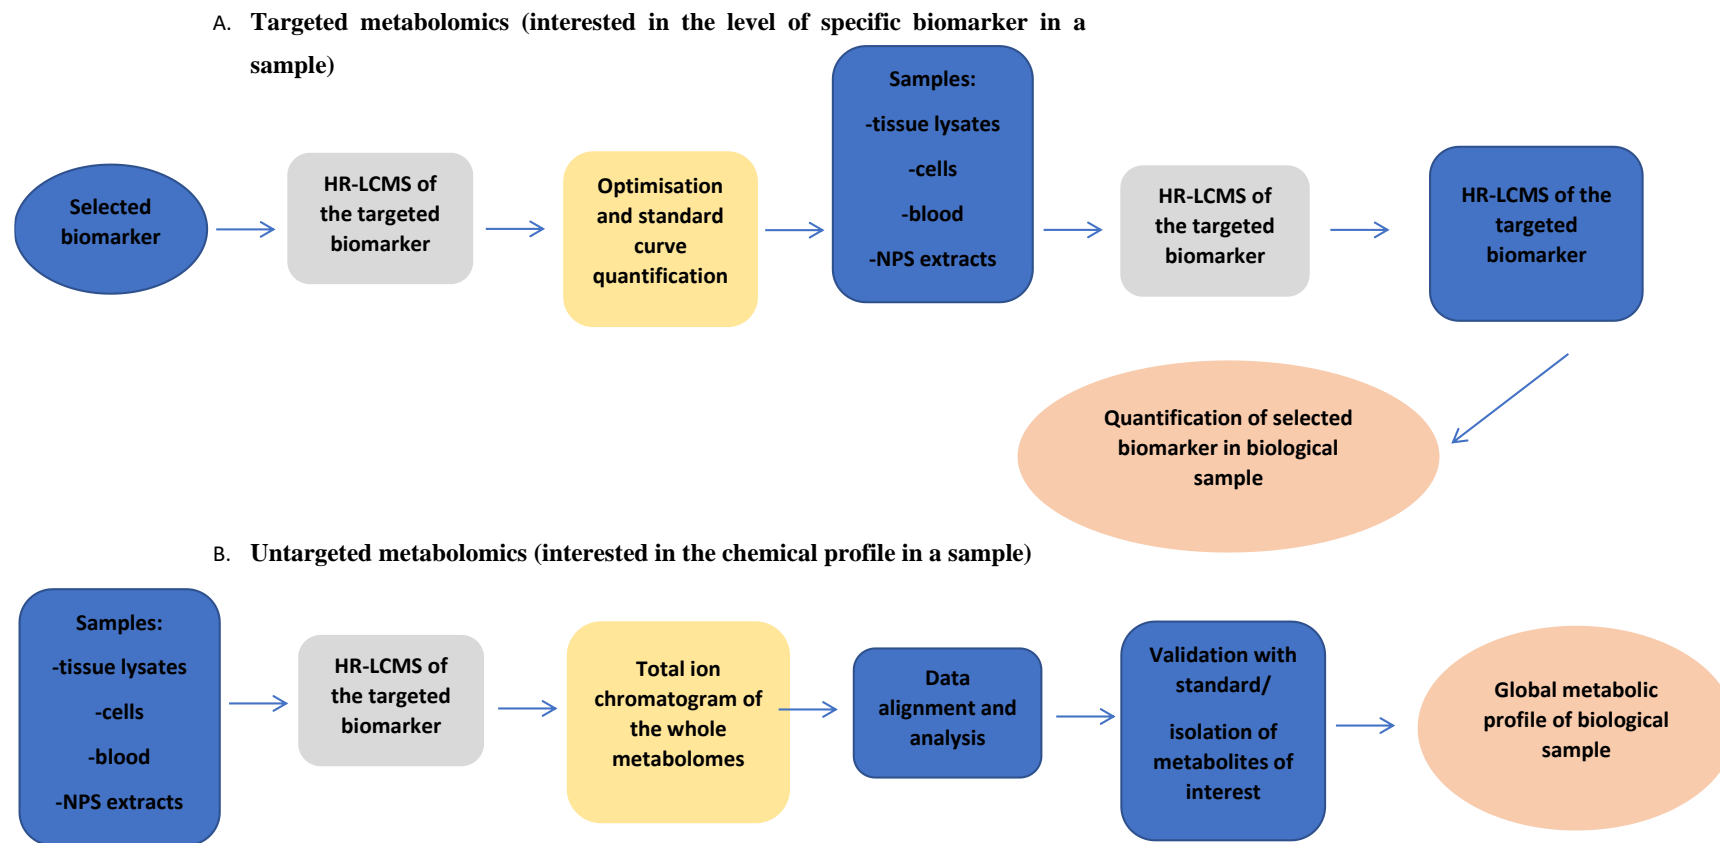 A. Targeted metabolomics (interested in the level of specific biomarker in a
sample)
Selected
biomarker
HR-LCMS of
the targeted
biomarker
Optimisation
and standard
curve
quantification
Samples:
-tissue lysates
-cells
-blood
-NPS extracts
HR-LCMS of
the targeted
biomarker
HR-LCMS of the
targeted
biomarker
Quantification of selected
biomarker in biological
sample
B. Untargeted metabolomics (interested in the chemical profile in a sample)
Samples:
-tissue lysates
-cells
-blood
-NPS extracts
HR-LCMS of
the targeted
biomarker
Total ion
chromatogram of
the whole
metabolomes
Data
alignment and
analysis
Validation with
standard/
isolation of
metabolites of
interest
Global metabolic
profile of biological
sample